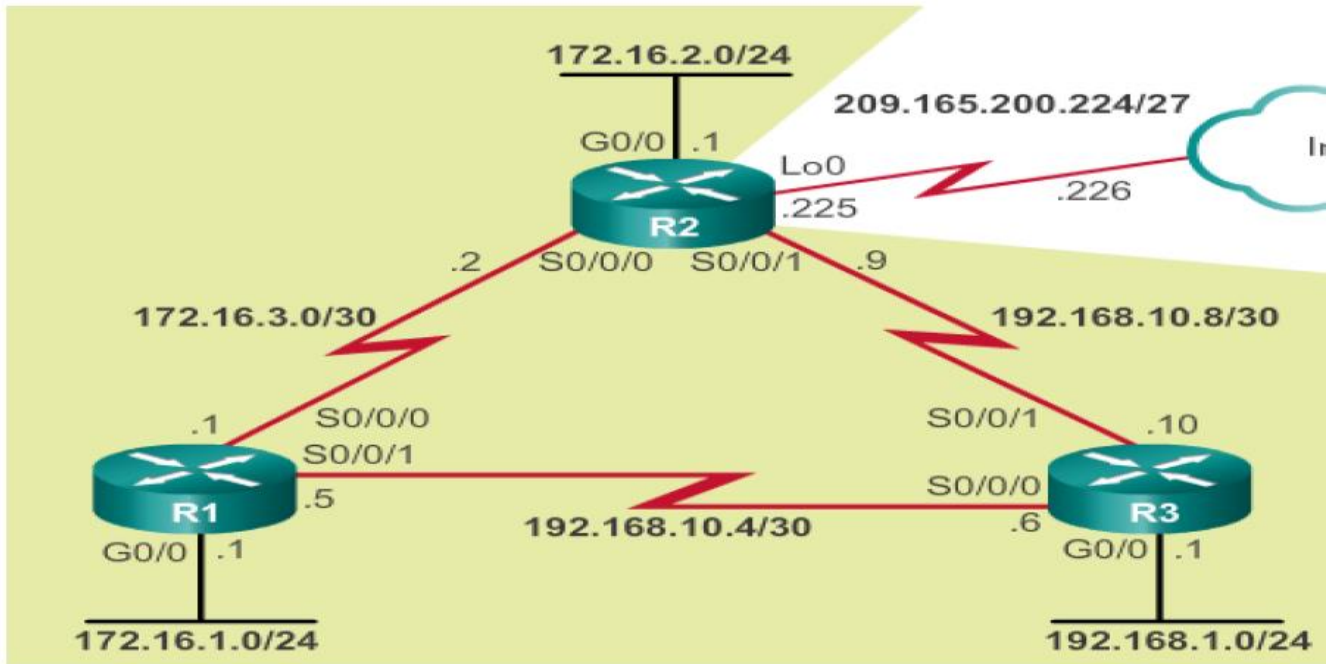 172.16.2.0/24
209.165.200.224/27
G0/0 .1
Lo0
.225
.226
R2
.2 S0/0/0 S0/0/1 .9
172.16.3.0/30
192.168.10.8/30
.1 S0/0/0
S0/0/1 .10
S0/0/1
.5
R1
S0/0/0
.6
R3
192.168.10.4/30
G0/0 .1
G0/0 .1
172.16.1.0/24
192.168.1.0/24